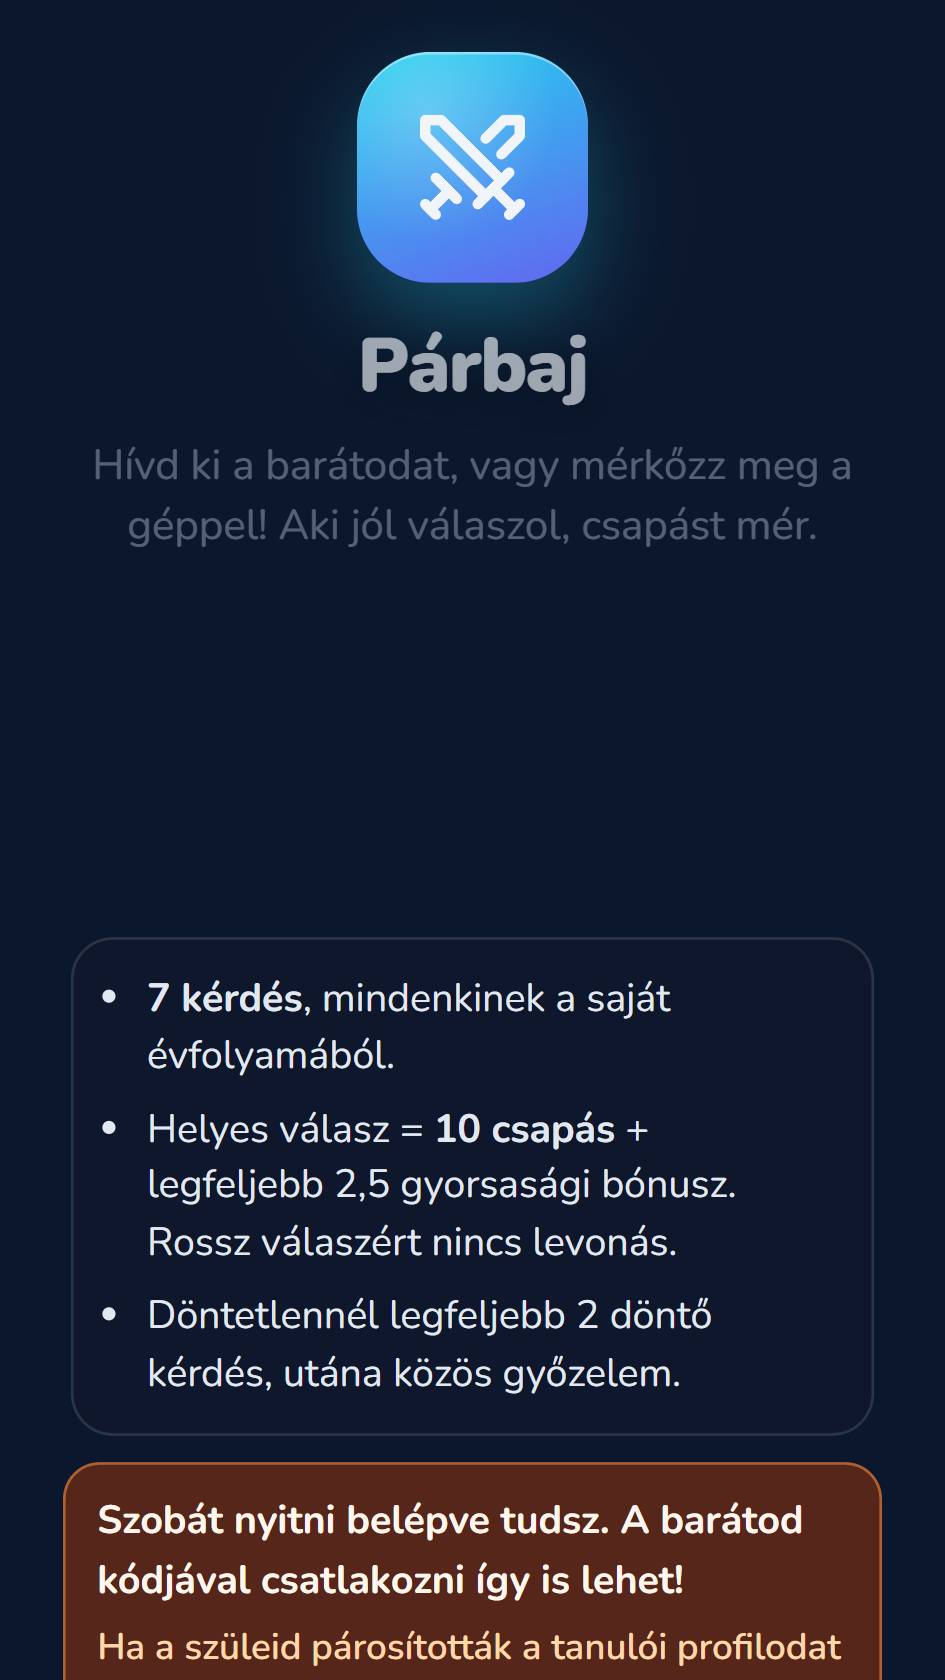 Párbaj
Hívd ki a barátodat, vagy mérkőzz meg a
géppel! Aki jól válaszol, csapást mér.
• 7 kérdés, mindenkinek a saját
évfolyamából.
• Helyes válasz = 10 csapás +
legfeljebb 2,5 gyorsasági bónusz.
Rossz válaszért nincs levonás.
• Döntetlennél legfeljebb 2 döntő
kérdés, utána közös győzelem.
Szobát nyitni belépve tudsz. A barátod
kódjával csatlakozni így is lehet!
Ha a szüleid párosították a tanulói profilodat